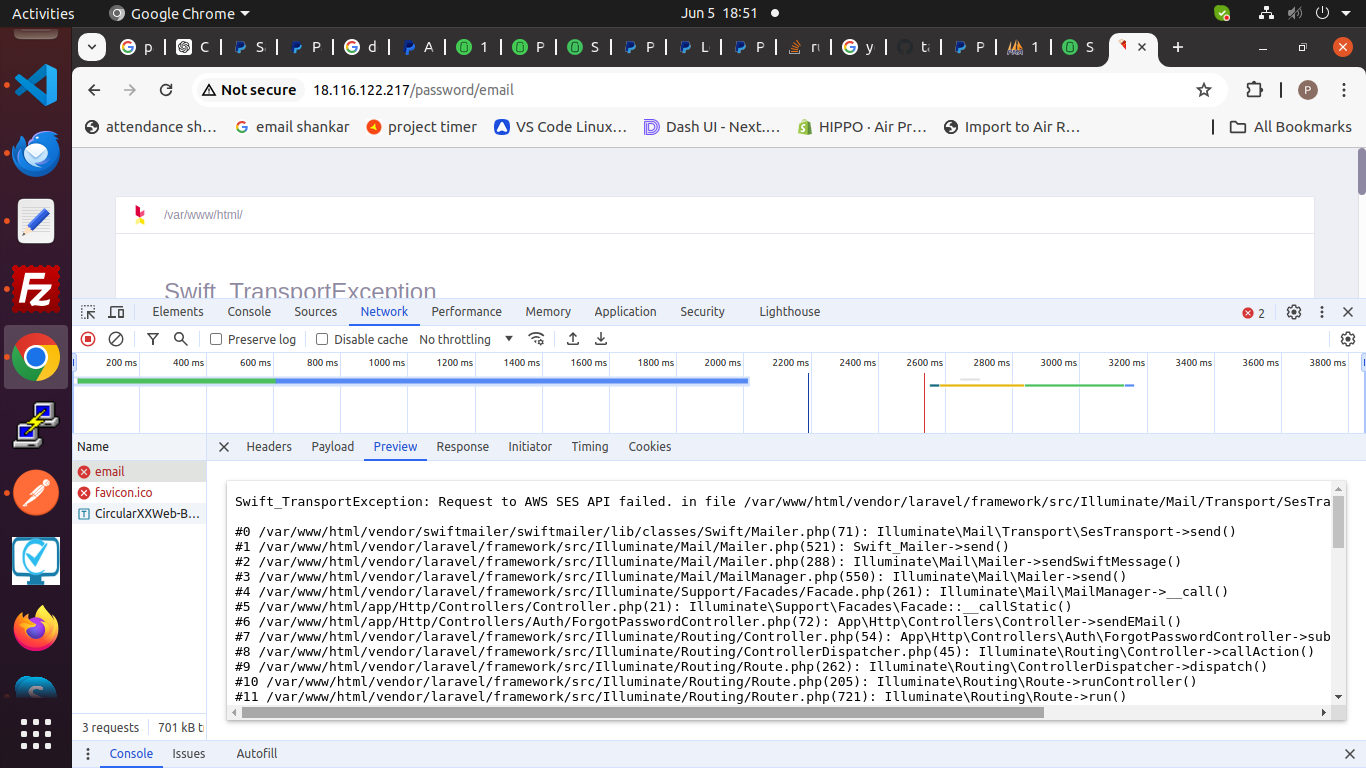 Activities Google Chrome Jun 5 18:51
p C S P d A 1 P S P L P ru y ta P 1 S
Not secure 18.116.122.217/password/email P
attendance sh... email shankar project timer VS Code Linux... Dash UI - Next.... HIPPO · Air Pr... Import to Air R... All Bookmarks
/var/www/html/
Swift_TransportException
Elements Console Sources Network Performance Memory Application Security Lighthouse 2
Preserve log Disable cache No throttling
200 ms 400 ms 600 ms 800 ms 1000 ms 1200 ms 1400 ms 1600 ms 1800 ms 2000 ms 2200 ms 2400 ms 2600 ms 2800 ms 3000 ms 3200 ms 3400 ms 3600 ms 3800 ms
Name Headers Payload Preview Response Initiator Timing Cookies
email
favicon.ico
CircularXXWeb-B...
Swift_TransportException: Request to AWS SES API failed. in file /var/www/html/vendor/laravel/framework/src/Illuminate/Mail/Transport/SesTra
#0 /var/www/html/vendor/swiftmailer/swiftmailer/lib/classes/Swift/Mailer.php(71): Illuminate\Mail\Transport\SesTransport->send()
#1 /var/www/html/vendor/laravel/framework/src/Illuminate/Mail/Mailer.php(521): Swift_Mailer->send()
#2 /var/www/html/vendor/laravel/framework/src/Illuminate/Mail/Mailer.php(288): Illuminate\Mail\Mailer->sendSwiftMessage()
#3 /var/www/html/vendor/laravel/framework/src/Illuminate/Mail/MailManager.php(550): Illuminate\Mail\Mailer->send()
#4 /var/www/html/vendor/laravel/framework/src/Illuminate/Support/Facades/Facade.php(261): Illuminate\Mail\MailManager->__call()
#5 /var/www/html/app/Http/Controllers/Controller.php(21): Illuminate\Support\Facades\Facade::__callStatic()
#6 /var/www/html/app/Http/Controllers/Auth/ForgotPasswordController.php(72): App\Http\Controllers\Controller->sendEMail()
#7 /var/www/html/vendor/laravel/framework/src/Illuminate/Routing/Controller.php(54): App\Http\Controllers\Auth\ForgotPasswordController->sub
#8 /var/www/html/vendor/laravel/framework/src/Illuminate/Routing/ControllerDispatcher.php(45): Illuminate\Routing\Controller->callAction()
#9 /var/www/html/vendor/laravel/framework/src/Illuminate/Routing/Route.php(262): Illuminate\Routing\ControllerDispatcher->dispatch()
#10 /var/www/html/vendor/laravel/framework/src/Illuminate/Routing/Route.php(205): Illuminate\Routing\Route->runController()
#11 /var/www/html/vendor/laravel/framework/src/Illuminate/Routing/Router.php(721): Illuminate\Routing\Route->run()
3 requests 701 kB t
Console Issues Autofill